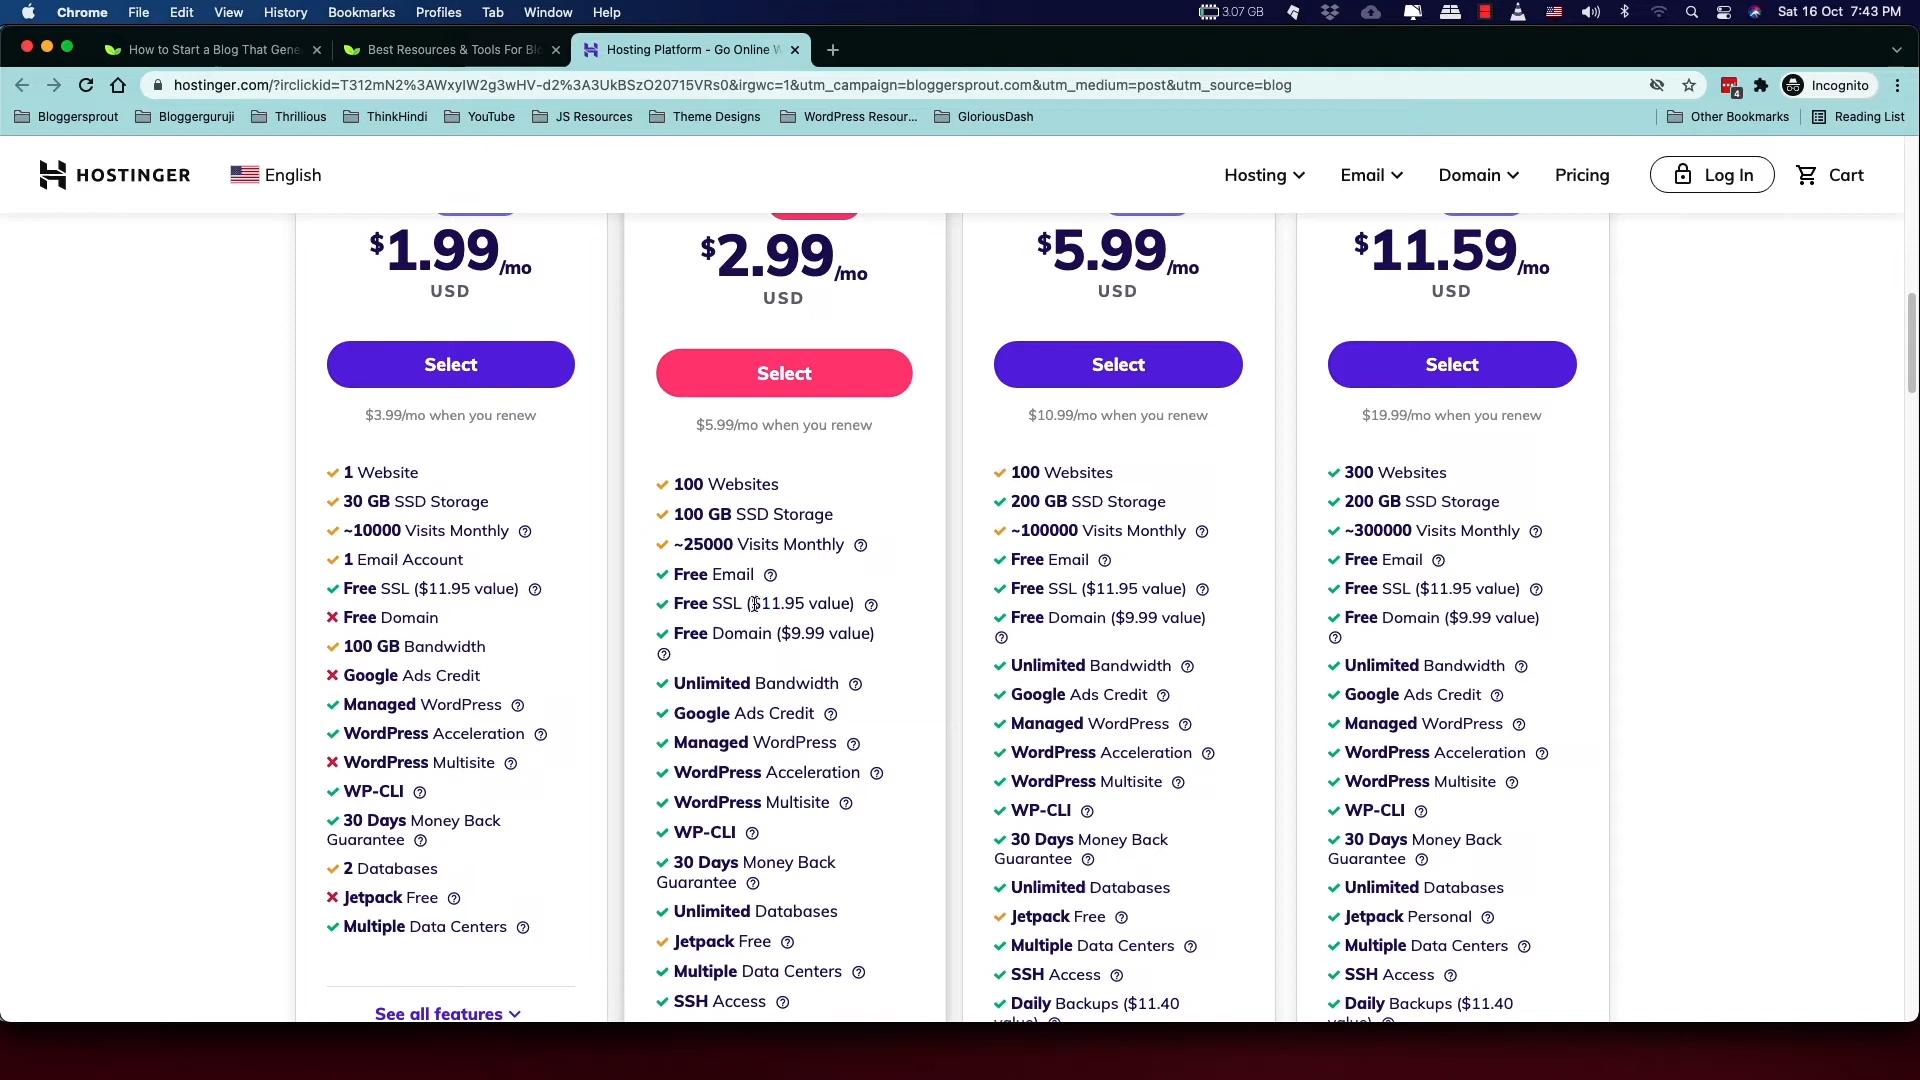 Chrome File Edit View History Bookmarks Profiles Tab Window Help 3.07 GB Sat 16 Oct 7:43 PM
How to Start a Blog That Gene Best Resources & Tools For Blo Hosting Platform - Go Online W
hostinger.com/?irclickid=T312mN2%3AWxyIW2g3wHV-d2%3A3UkBSzO20715VRs0&irgwc=1&utm_campaign=bloggersprout.com&utm_medium=post&utm_source=blog 4 Incognito
Bloggersprout Bloggerguruji Thrillious ThinkHindi YouTube JS Resources Theme Designs WordPress Resour... GloriousDash Other Bookmarks Reading List
HOSTINGER English Hosting Email Domain Pricing Log In Cart
$1.99/mo
USD
Select
$3.99/mo when you renew
1 Website
30 GB SSD Storage
~10000 Visits Monthly
1 Email Account
Free SSL ($11.95 value)
Free Domain
100 GB Bandwidth
Google Ads Credit
Managed WordPress
WordPress Acceleration
WordPress Multisite
WP-CLI
30 Days Money Back
Guarantee
2 Databases
Jetpack Free
Multiple Data Centers
See all features
$2.99/mo
USD
Select
$5.99/mo when you renew
100 Websites
100 GB SSD Storage
~25000 Visits Monthly
Free Email
Free SSL ($11.95 value)
Free Domain ($9.99 value)
Unlimited Bandwidth
Google Ads Credit
Managed WordPress
WordPress Acceleration
WordPress Multisite
WP-CLI
30 Days Money Back
Guarantee
Unlimited Databases
Jetpack Free
Multiple Data Centers
SSH Access
$5.99/mo
USD
Select
$10.99/mo when you renew
100 Websites
200 GB SSD Storage
~100000 Visits Monthly
Free Email
Free SSL ($11.95 value)
Free Domain ($9.99 value)
Unlimited Bandwidth
Google Ads Credit
Managed WordPress
WordPress Acceleration
WordPress Multisite
WP-CLI
30 Days Money Back
Guarantee
Unlimited Databases
Jetpack Free
Multiple Data Centers
SSH Access
Daily Backups ($11.40
value)
$11.59/mo
USD
Select
$19.99/mo when you renew
300 Websites
200 GB SSD Storage
~300000 Visits Monthly
Free Email
Free SSL ($11.95 value)
Free Domain ($9.99 value)
Unlimited Bandwidth
Google Ads Credit
Managed WordPress
WordPress Acceleration
WordPress Multisite
WP-CLI
30 Days Money Back
Guarantee
Unlimited Databases
Jetpack Personal
Multiple Data Centers
SSH Access
Daily Backups ($11.40
value)